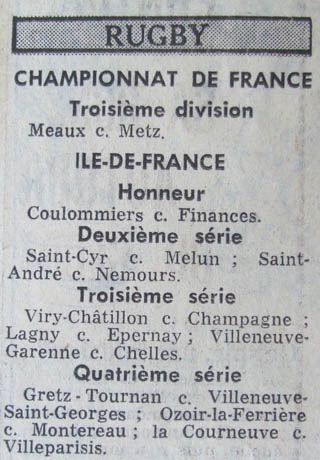 RUGBY
CHAMPIONNAT DE FRANCE
Troisième division
Meaux c. Metz.
ILE-DE-FRANCE
Honneur
Coulommiers c. Finances.
Deuxième série
Saint-Cyr c. Melun ; Saint-
André c. Nemours.
Troisième série
Viry-Châtillon c. Champagne ;
Lagny c. Epernay ; Villeneuve-
Garenne c. Chelles.
Quatrième série
Gretz - Tournan c. Villeneuve-
Saint-Georges ; Ozoir-la-Ferrière
c. Montereau ; la Courneuve c.
Villeparisis.